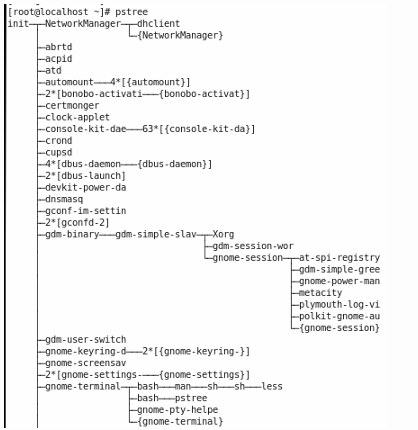 [root@localhost ~]# pstree
init─┬─NetworkManager─┬─dhclient
     │                └─{NetworkManager}
     ├─abrtd
     ├─acpid
     ├─atd
     ├─automount───4*[{automount}]
     ├─2*[bonobo-activati───{bonobo-activat}]
     ├─certmonger
     ├─clock-applet
     ├─console-kit-dae───63*[{console-kit-da}]
     ├─crond
     ├─cupsd
     ├─4*[dbus-daemon───{dbus-daemon}]
     ├─2*[dbus-launch]
     ├─devkit-power-da
     ├─dnsmasq
     ├─gconf-im-settin
     ├─2*[gconfd-2]
     ├─gdm-binary───gdm-simple-slav─┬─Xorg
     │                              ├─gdm-session-wor
     │                              └─gnome-session─┬─at-spi-registry
     │                                              ├─gdm-simple-gree
     │                                              ├─gnome-power-man
     │                                              ├─metacity
     │                                              ├─plymouth-log-vi
     │                                              ├─polkit-gnome-au
     │                                              └─{gnome-session}
     ├─gdm-user-switch
     ├─gnome-keyring-d───2*[{gnome-keyring-}]
     ├─gnome-screensav
     ├─2*[gnome-settings-───{gnome-settings}]
     ├─gnome-terminal─┬─bash───man───sh───sh───less
     │                ├─bash───pstree
     │                ├─gnome-pty-helpe
     │                └─{gnome-terminal}